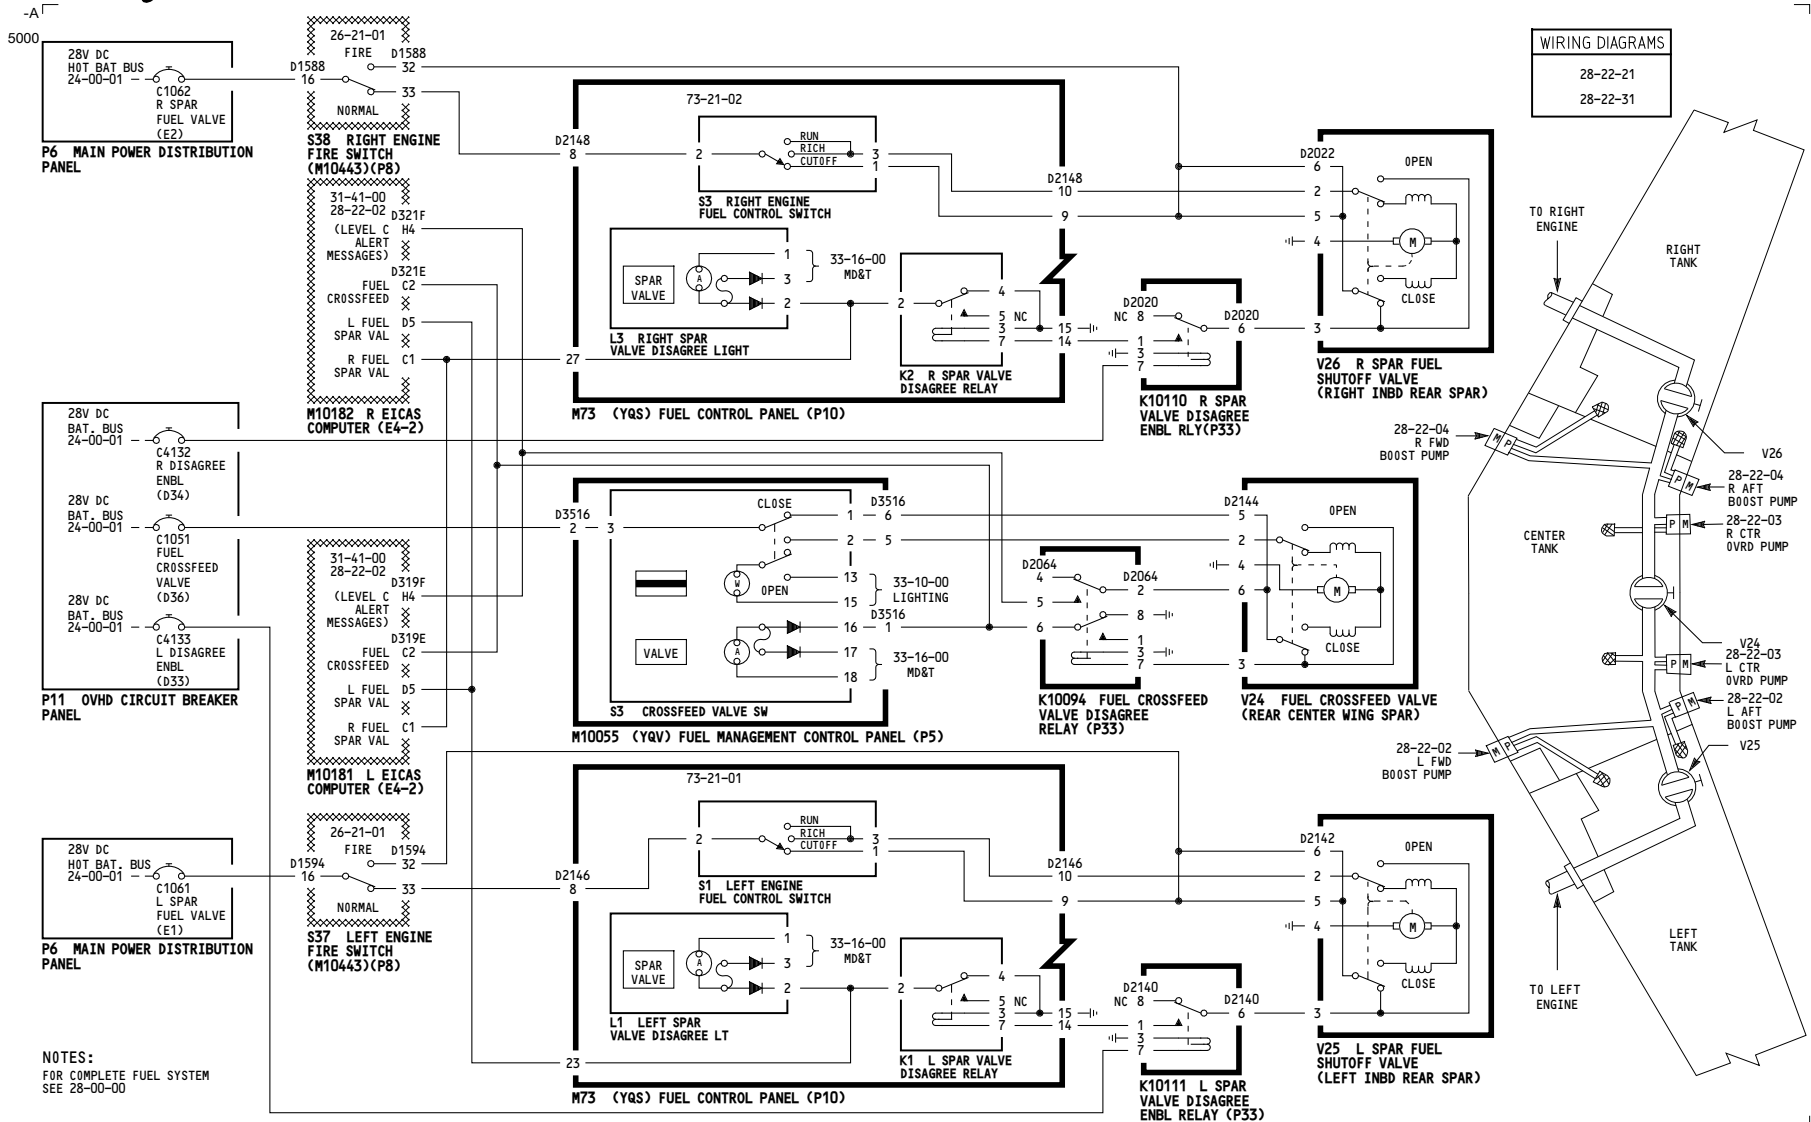 -A
5000
28V DC
HOT BAT BUS
24-00-01
C1062
R SPAR
FUEL VALVE
(E2)
P6 MAIN POWER DISTRIBUTION
PANEL
26-21-01
FIRE
D1588
32
D1588
16
33
NORMAL
S38 RIGHT ENGINE
FIRE SWITCH
(M10443)(P8)
31-41-00
28-22-02
D321F
(LEVEL C H4
ALERT
MESSAGES)
D321E
FUEL C2
CROSSFEED
L FUEL D5
SPAR VAL
R FUEL C1
SPAR VAL
M10182 R EICAS
COMPUTER (E4-2)
73-21-02
D2148
8
2
RUN
RICH
CUTOFF
3
1
S3 RIGHT ENGINE
FUEL CONTROL SWITCH
D2148
10
9
SPAR
VALVE
A
1
3
2
33-16-00
MD&T
L3 RIGHT SPAR
VALVE DISAGREE LIGHT
27
2
4
5 NC
3
7
15
14
K2 R SPAR VALVE
DISAGREE RELAY
M73 (YQS) FUEL CONTROL PANEL (P10)
D2020
NC 8
D2020
6
1
3
7
K10110 R SPAR
VALVE DISAGREE
ENBL RLY(P33)
D2022
6
2
5
4
3
OPEN
M
CLOSE
V26 R SPAR FUEL
SHUTOFF VALVE
(RIGHT INBD REAR SPAR)
WIRING DIAGRAMS
28-22-21
28-22-31
TO RIGHT
ENGINE
RIGHT
TANK
28-22-04
R FWD
BOOST PUMP
M P
V26
28-22-04
R AFT
BOOST PUMP
P M
28-22-03
R CTR
OVRD PUMP
P M
CENTER
TANK
V24
28-22-03
L CTR
OVRD PUMP
P M
28-22-02
L AFT
BOOST PUMP
P M
V25
28-22-02
L FWD
BOOST PUMP
M P
LEFT
TANK
TO LEFT
ENGINE
28V DC
BAT. BUS
24-00-01
C4132
R DISAGREE
ENBL
(D34)
28V DC
BAT. BUS
24-00-01
C1051
FUEL
CROSSFEED
VALVE
(D36)
28V DC
BAT. BUS
24-00-01
C4133
L DISAGREE
ENBL
(D33)
P11 OVHD CIRCUIT BREAKER
PANEL
31-41-00
28-22-02
D319F
(LEVEL C H4
ALERT
MESSAGES)
D319E
FUEL C2
CROSSFEED
L FUEL D5
SPAR VAL
R FUEL C1
SPAR VAL
M10181 L EICAS
COMPUTER (E4-2)
D3516
2
3
CLOSE
1
2
D3516
6
5
W
OPEN
13
15
33-10-00
LIGHTING
D3516
16
1
VALVE
A
17
18
33-16-00
MD&T
S3 CROSSFEED VALVE SW
M10055 (YQV) FUEL MANAGEMENT CONTROL PANEL (P5)
D2064
4
D2064
2
5
6
8
1
3
7
K10094 FUEL CROSSFEED
VALVE DISAGREE
RELAY (P33)
D2144
5
2
4
6
3
OPEN
M
CLOSE
V24 FUEL CROSSFEED VALVE
(REAR CENTER WING SPAR)
28V DC
HOT BAT. BUS
24-00-01
C1061
L SPAR
FUEL VALVE
(E1)
P6 MAIN POWER DISTRIBUTION
PANEL
26-21-01
FIRE
D1594
32
D1594
16
33
NORMAL
S37 LEFT ENGINE
FIRE SWITCH
(M10443)(P8)
73-21-01
D2146
8
2
RUN
RICH
CUTOFF
3
1
S1 LEFT ENGINE
FUEL CONTROL SWITCH
D2146
10
9
SPAR
VALVE
A
1
3
2
33-16-00
MD&T
L1 LEFT SPAR
VALVE DISAGREE LT
23
2
4
5 NC
3
7
15
14
K1 L SPAR VALVE
DISAGREE RELAY
M73 (YQS) FUEL CONTROL PANEL (P10)
D2140
NC 8
D2140
6
1
3
7
K10111 L SPAR
VALVE DISAGREE
ENBL RELAY (P33)
D2142
6
2
5
4
3
OPEN
M
CLOSE
V25 L SPAR FUEL
SHUTOFF VALVE
(LEFT INBD REAR SPAR)
NOTES:
FOR COMPLETE FUEL SYSTEM
SEE 28-00-00